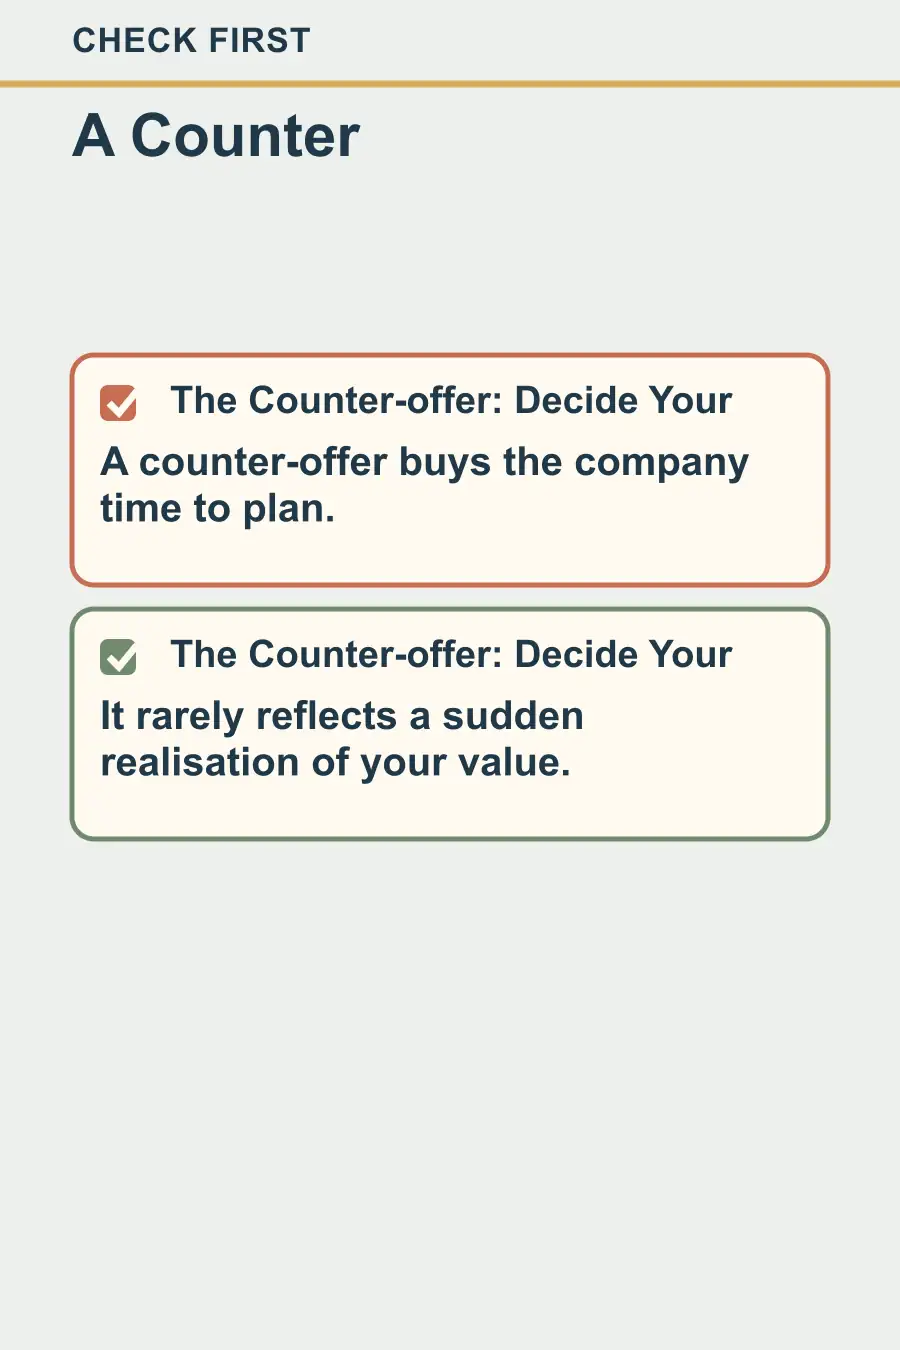 CHECK FIRST
A Counter
The Counter-offer: Decide Your
A counter-offer buys the company
time to plan.
The Counter-offer: Decide Your
It rarely reflects a sudden
realisation of your value.